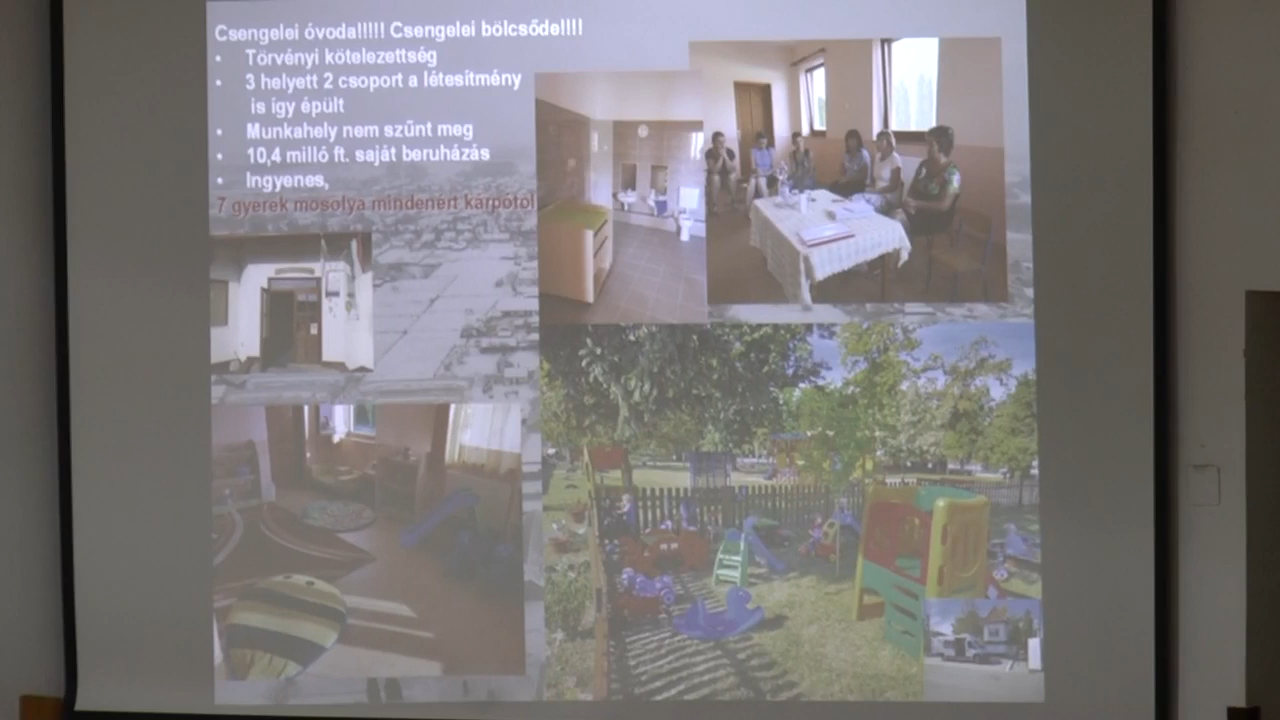 Csengelei óvoda!!!!! Csengelei bölcsőde!!!!
• Törvényi kötelezettség
• 3 helyett 2 csoport a létesítmény
is így épült
• Munkahely nem szűnt meg
• 10,4 milló ft. saját beruházás
• Ingyenes,
7 gyerek mosolya mindenért kárpótol